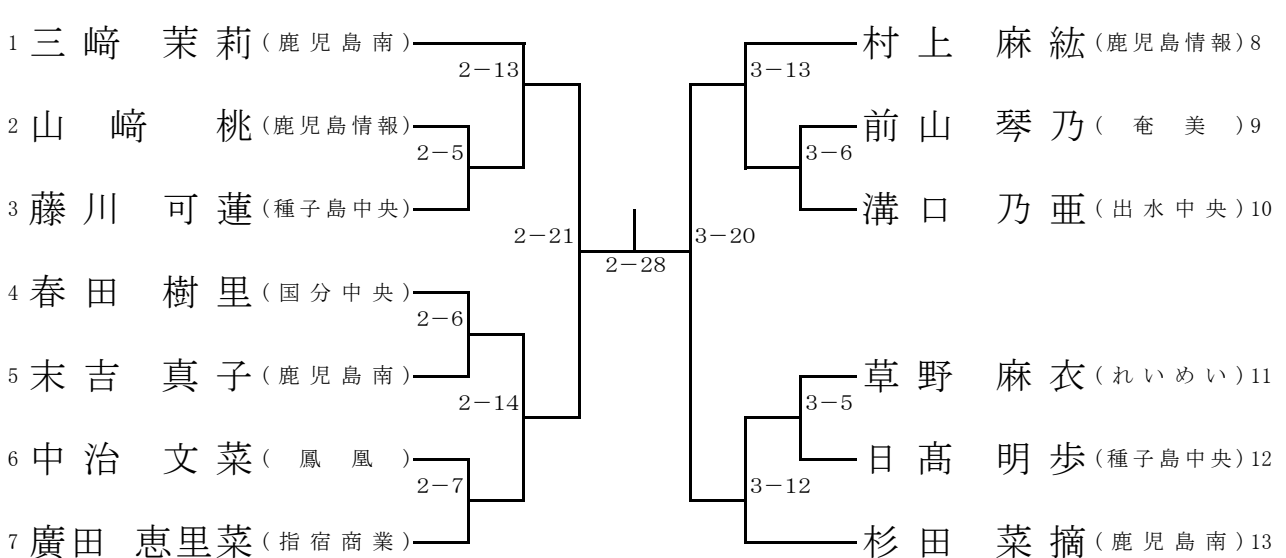 1 三﨑 茉莉 (鹿児島南)
2-13
2 山﨑 桃 (鹿児島情報)
2-5
3 藤川 可蓮 (種子島中央)
2-21
4 春田 樹里 (国分中央)
2-6
5 末吉 真子 (鹿児島南)
2-14
6 中治 文菜 (鳳凰)
2-7
7 廣田 恵里菜 (指宿商業)
2-28
村上 麻紘 (鹿児島情報) 8
3-13
前山 琴乃 (奄美) 9
3-6
溝口 乃亜 (出水中央) 10
3-20
草野 麻衣 (れいめい) 11
3-5
日髙 明歩 (種子島中央) 12
3-12
杉田 菜摘 (鹿児島南) 13